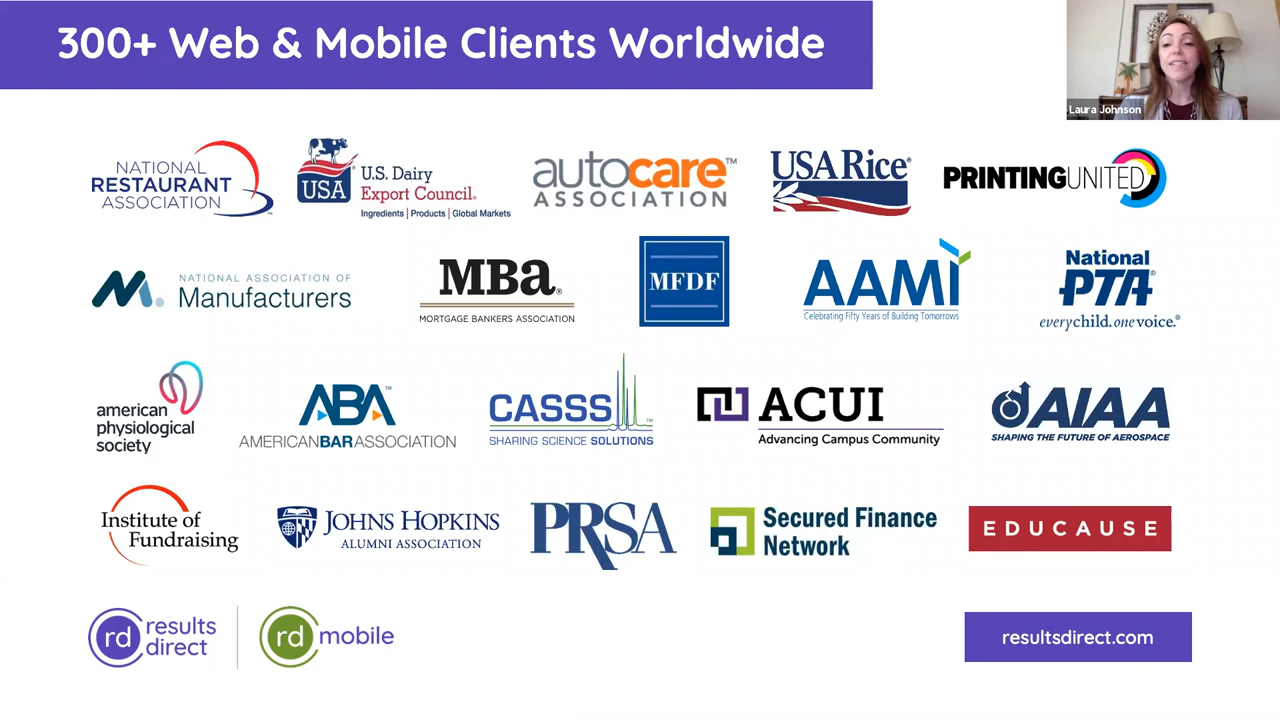 300+ Web & Mobile Clients Worldwide
Laura Johnson
NATIONAL
RESTAURANT
ASSOCIATION
USA
U.S. Dairy
Export Council.
Ingredients | Products | Global Markets
autocare™
ASSOCIATION
USA Rice®
PRINTINGUNITED
NATIONAL ASSOCIATION OF
Manufacturers
MBa®
MORTGAGE BANKERS ASSOCIATION
MFDF
AAMI
Celebrating Fifty Years of Building Tomorrows
National
PTA®
everychild.onevoice.®
american
physiological
society
ABA™
AMERICANBARASSOCIATION
CASSS™
SHARING SCIENCE SOLUTIONS
ACUI
Advancing Campus Community
AIAA
SHAPING THE FUTURE OF AEROSPACE
Institute of
Fundraising
JOHNS HOPKINS
ALUMNI ASSOCIATION
PRSA
Secured Finance
Network
EDUCAUSE
rd results
direct
rd mobile
resultsdirect.com